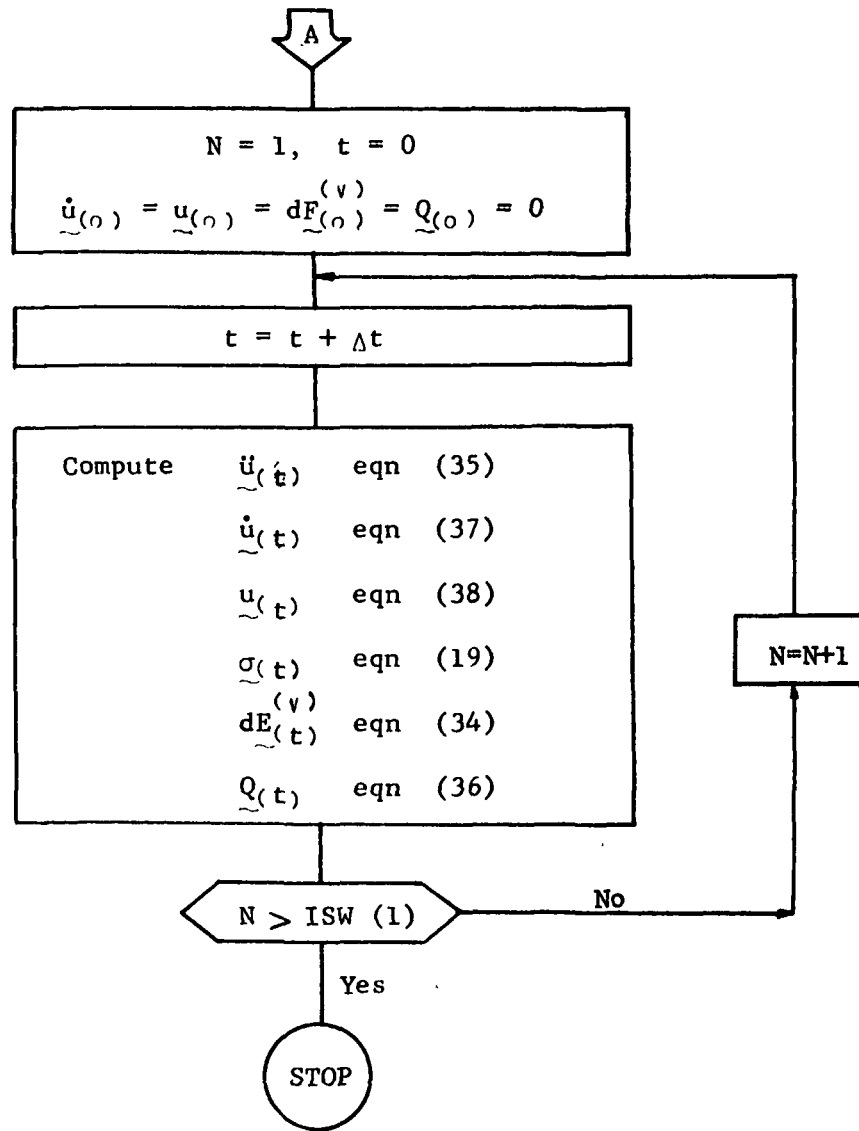 A
N = 1, t = 0
u̇(o) = u(o) = dF(o)(v) = Q(o) = 0
t = t + Δt
Compute ü(t) eqn (35)
u̇(t) eqn (37)
u(t) eqn (38)
σ(t) eqn (19)
dE(t)(v) eqn (34)
Q(t) eqn (36)
N=N+1
N > ISW (1)
No
Yes
STOP